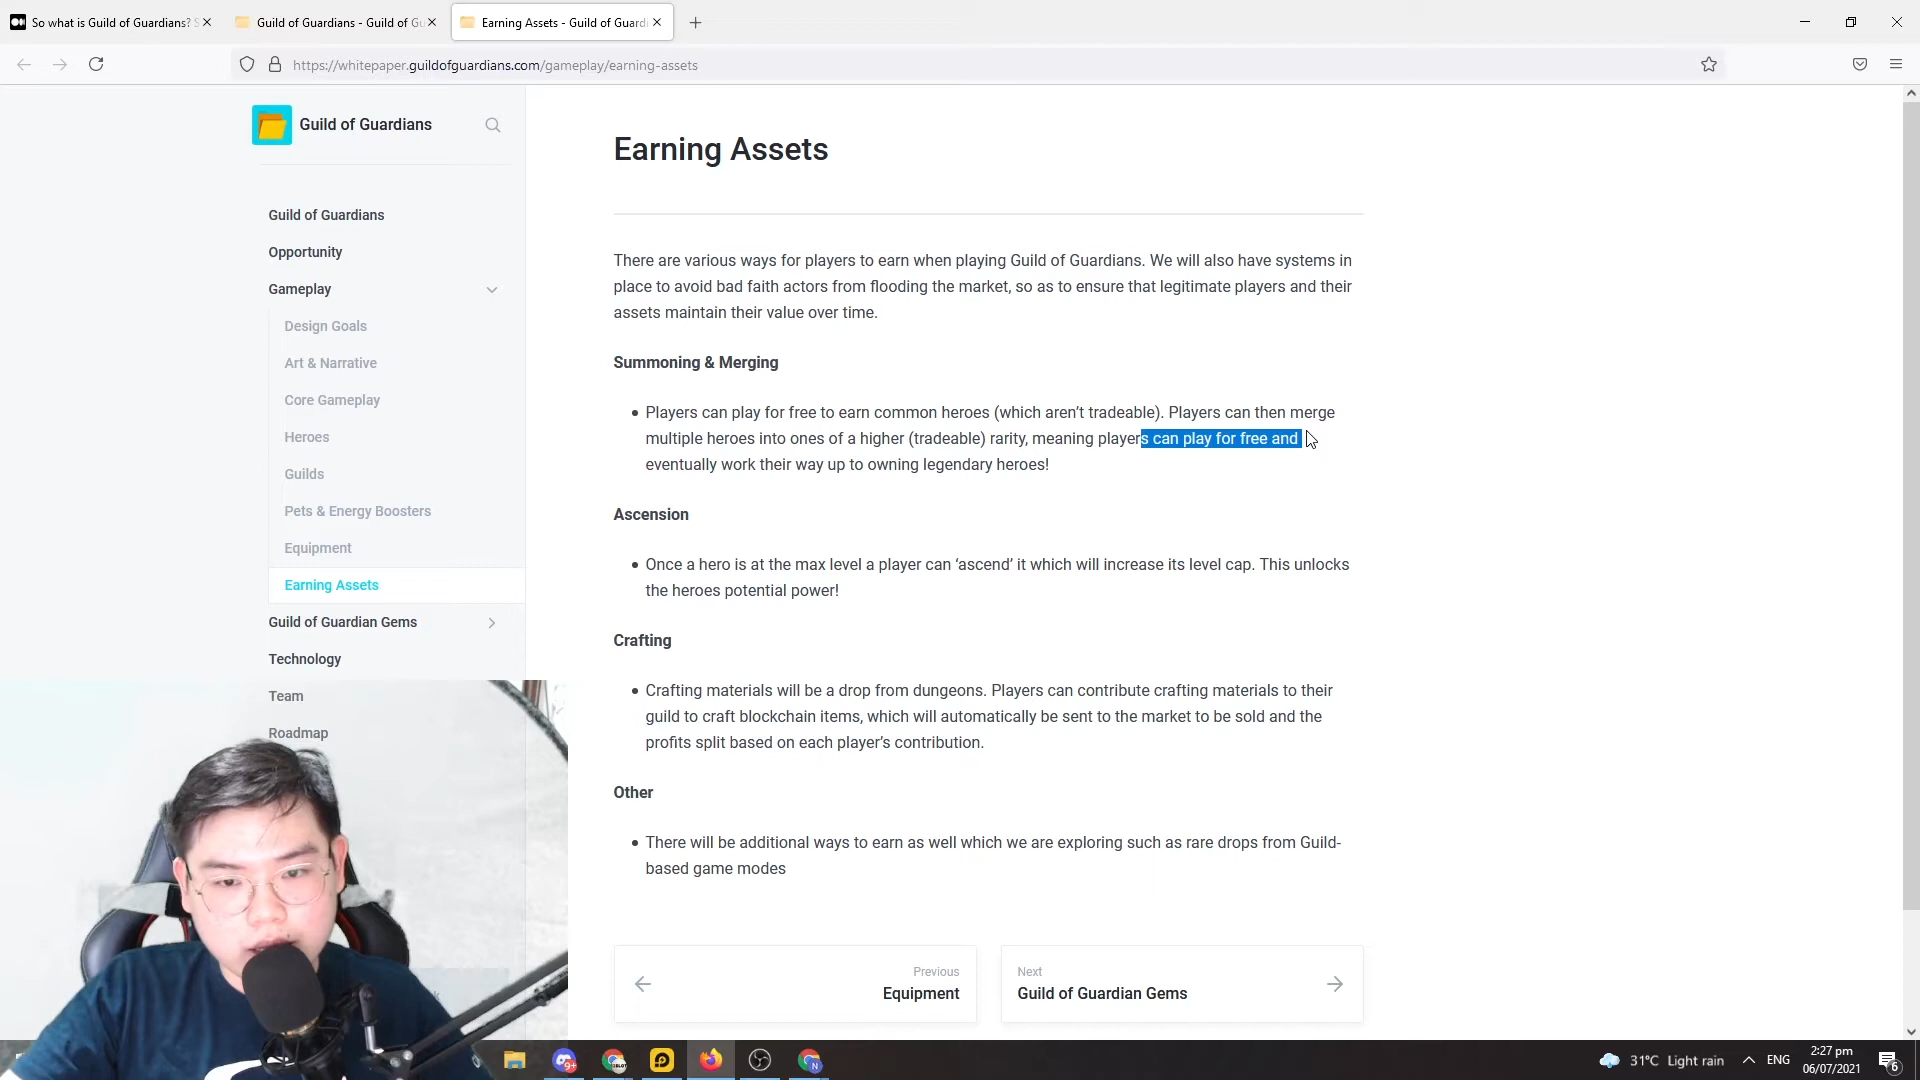 So what is Guild of Guardians?
Guild of Guardians - Guild of Gu
Earning Assets - Guild of Guardi
https://whitepaper.guildofguardians.com/gameplay/earning-assets
Guild of Guardians
Guild of Guardians
Opportunity
Gameplay
Design Goals
Art & Narrative
Core Gameplay
Heroes
Guilds
Pets & Energy Boosters
Equipment
Earning Assets
Guild of Guardian Gems
Technology
Team
Roadmap
Earning Assets
There are various ways for players to earn when playing Guild of Guardians. We will also have systems in
place to avoid bad faith actors from flooding the market, so as to ensure that legitimate players and their
assets maintain their value over time.
Summoning & Merging
Players can play for free to earn common heroes (which aren’t tradeable). Players can then merge
multiple heroes into ones of a higher (tradeable) rarity, meaning players can play for free and
eventually work their way up to owning legendary heroes!
Ascension
Once a hero is at the max level a player can ‘ascend’ it which will increase its level cap. This unlocks
the heroes potential power!
Crafting
Crafting materials will be a drop from dungeons. Players can contribute crafting materials to their
guild to craft blockchain items, which will automatically be sent to the market to be sold and the
profits split based on each player’s contribution.
Other
There will be additional ways to earn as well which we are exploring such as rare drops from Guild-
based game modes
Previous
Equipment
Next
Guild of Guardian Gems
9+
31°C Light rain
ENG
2:27 pm
06/07/2021
6